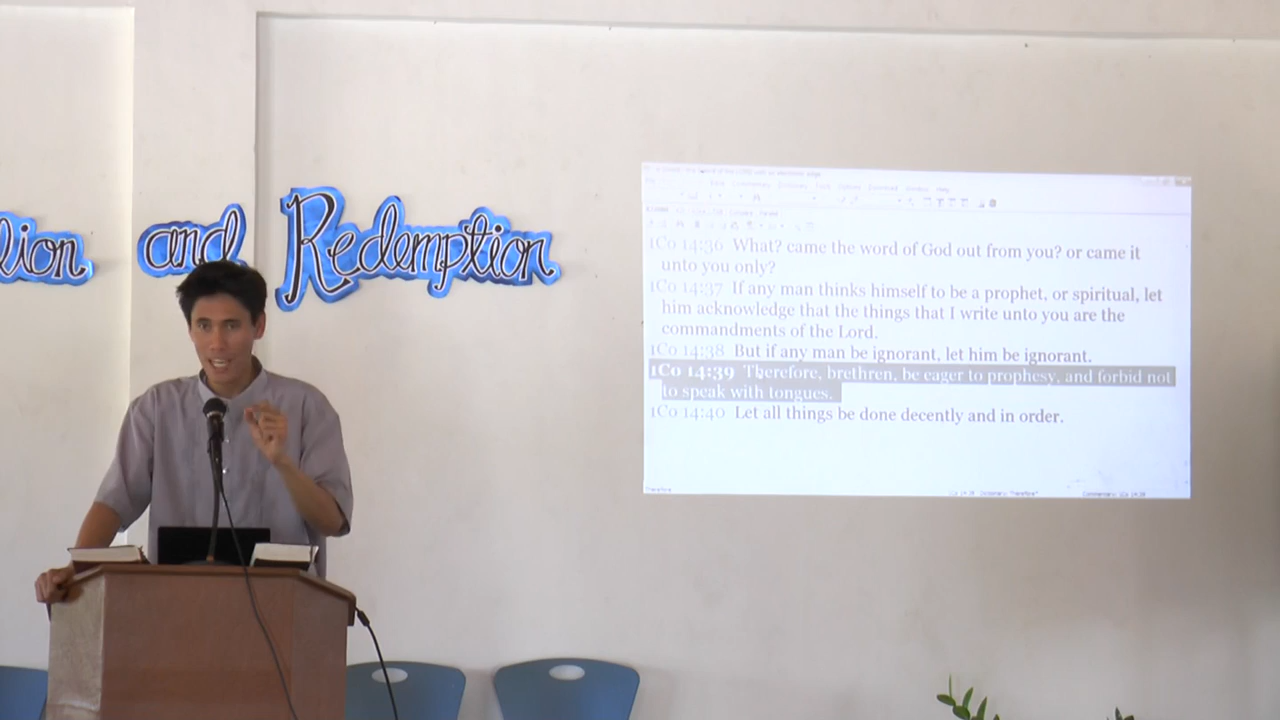 tion and Redemption
1Co 14:36 What? came the word of God out from you? or came it
unto you only?
1Co 14:37 If any man thinks himself to be a prophet, or spiritual, let
him acknowledge that the things that I write unto you are the
commandments of the Lord.
1Co 14:38 But if any man be ignorant, let him be ignorant.
1Co 14:39 Therefore, brethren, be eager to prophesy, and forbid not
to speak with tongues.
1Co 14:40 Let all things be done decently and in order.